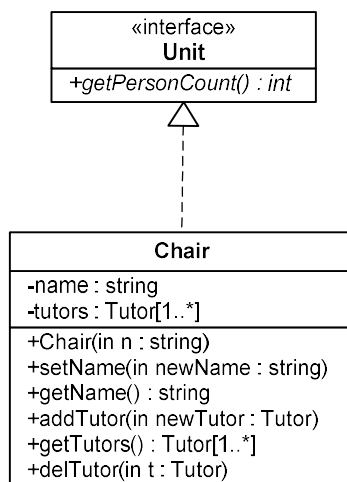 «interface»
Unit
+getPersonCount() : int
Chair
-name : string
-tutors : Tutor[1..*]
+Chair(in n : string)
+setName(in newName : string)
+getName() : string
+addTutor(in newTutor : Tutor)
+getTutors() : Tutor[1..*]
+delTutor(in t : Tutor)